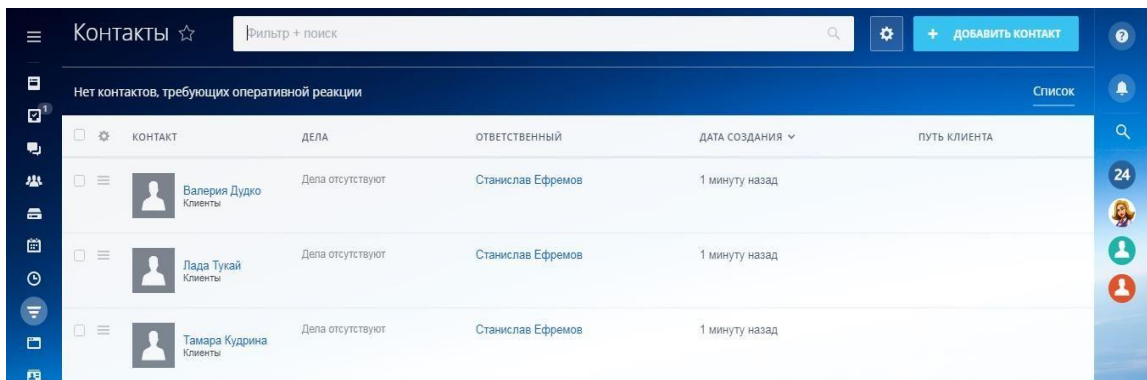 Контакты
Фильтр + поиск
+ ДОБАВИТЬ КОНТАКТ
Нет контактов, требующих оперативной реакции
Список
1
КОНТАКТ ДЕЛА ОТВЕТСТВЕННЫЙ ДАТА СОЗДАНИЯ ПУТЬ КЛИЕНТА
24
Валерия Дудко Дела отсутствуют Станислав Ефремов 1 минуту назад
Клиенты
Лада Тукай Дела отсутствуют Станислав Ефремов 1 минуту назад
Клиенты
Тамара Кудрина Дела отсутствуют Станислав Ефремов 1 минуту назад
Клиенты